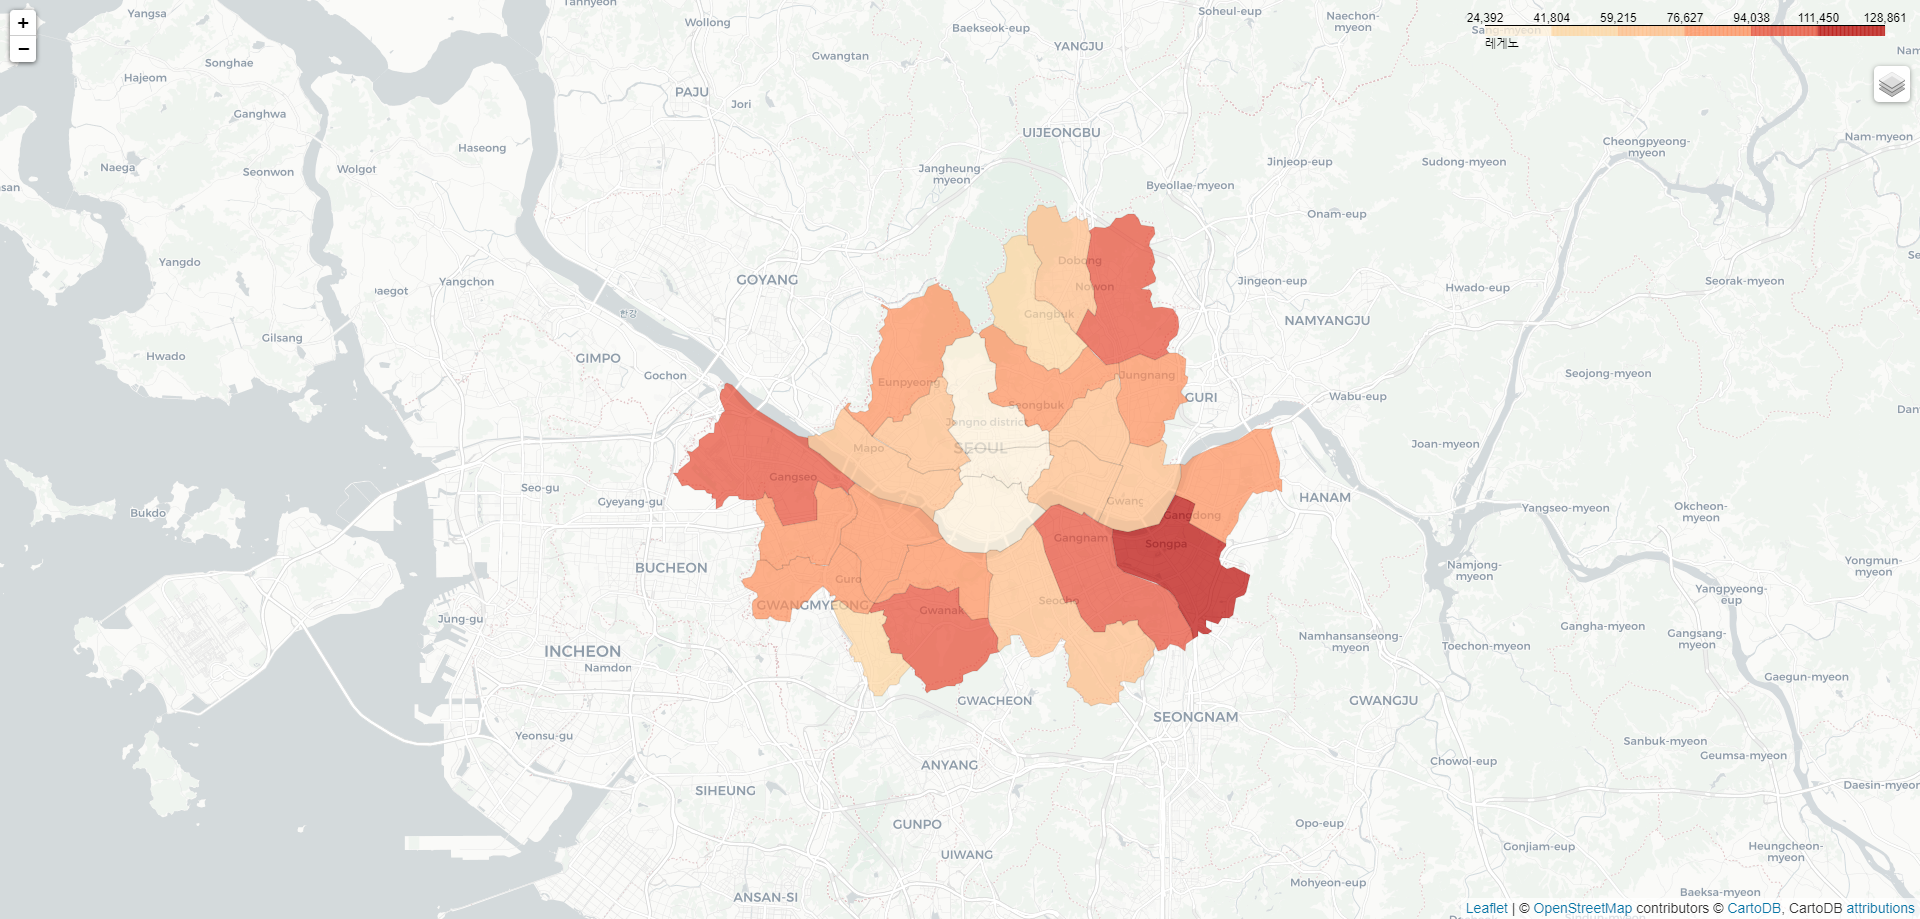 +
−
24,392 41,804 59,215 76,627 94,038 111,450 128,861
레게노
Yangsa
Wollong
Baekseok-eup
Soheul-eup
Naechon-
myeon
YANGJU
Gwangtan
Songhae
Hajeom
PAJU
Jori
Ganghwa
UIJEONGBU
Haseong
Cheongpyeong-
myeon
Nam-myeon
Naega
Seonwon
Wolgot
Jangheung-
myeon
Jinjeop-eup
Sudong-myeon
Byeollae-myeon
Onam-eup
Yangdo
Yangchon
GOYANG
Dobong
Nowon
Jingeon-eup
Hwado-eup
Seorak-myeon
한강
Gangbuk
NAMYANGJU
Gilsang
Hwado
GIMPO
Gochon
Eunpyeong
Jungnang
Seojong-myeon
GURI
Wabu-eup
Seongbuk
Jongno district
SEOUL
Mapo
Joan-myeon
Gangseo
Seo-gu
Gyeyang-gu
Gwang
HANAM
Bukdo
Gangdong
Yangseo-myeon
Okcheon-
myeon
Gangnam
Songpa
BUCHEON
Guro
Namjong-
myeon
Yongmun-
myeon
Yangpyeong-
eup
GWANGMYEONG
Gwanak
Seocho
Jung-gu
Gangha-myeon
Gangsang-
myeon
Namhansanseong-
myeon
Toechon-myeon
INCHEON
Namdon
Gaegun-myeon
GWACHEON
GWANGJU
SEONGNAM
Yeonsu-gu
Sanbuk-myeon
Geumsa-myeon
ANYANG
Chowol-eup
SIHEUNG
Daesin-myeon
GUNPO
Opo-eup
Gonjiam-eup
Heungcheon-
myeon
UIWANG
Mohyeon-eup
ANSAN-SI
Baeksa-myeon
Leaflet | © OpenStreetMap contributors © CartoDB, CartoDB attributions